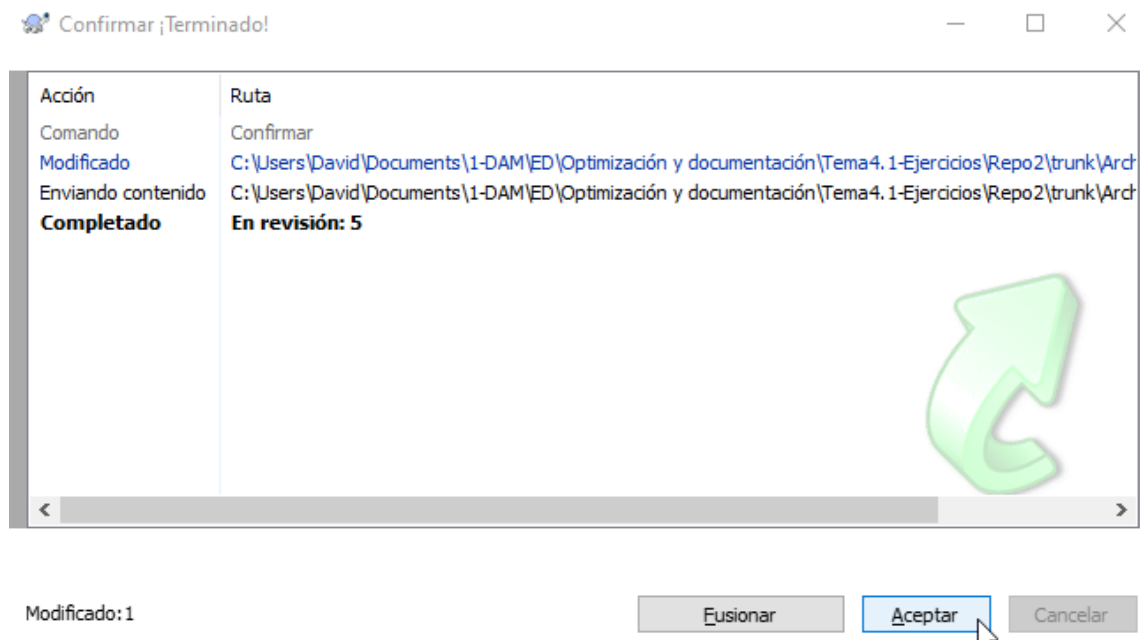 Confirmar ¡Terminado!
Acción Ruta
Comando Confirmar
Modificado C:\Users\David\Documents\1-DAM\ED\Optimización y documentación\Tema4.1-Ejercicios\Repo2\trunk\Arch
Enviando contenido C:\Users\David\Documents\1-DAM\ED\Optimización y documentación\Tema4.1-Ejercicios\Repo2\trunk\Arch
Completado En revisión: 5
Modificado:1 Fusionar Aceptar Cancelar